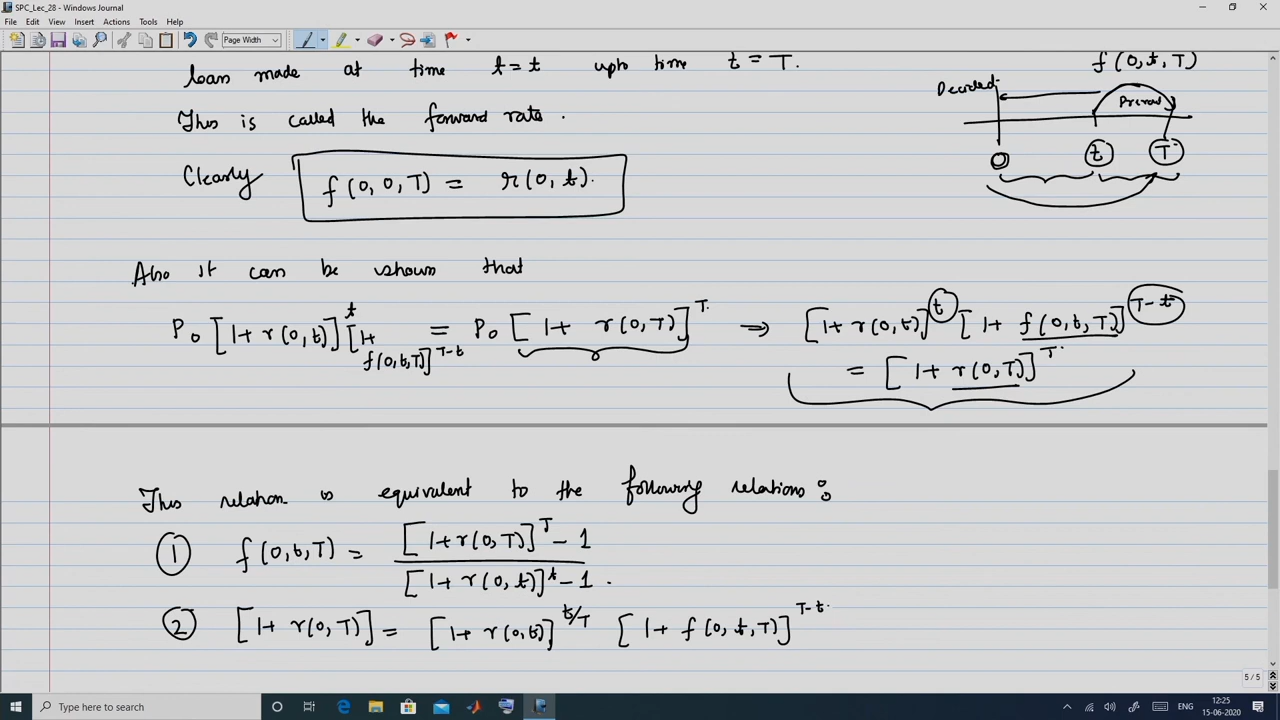 SPC_Lec_28 - Windows Journal
File Edit View Insert Actions Tools Help
Page Width
loan made at time t = t upto time t = T.
This is called the forward rate.
Clearly f(0,0,T) = r(0,t).
f(0,t,T)
Decided
0 t T
Also it can be shown that
P0 [1+ r(0,t)]^t [1+ f(0,t,T)]^T-t = P0 [1+ r(0,T)]^T. → [1+ r(0,t)]^t [1+ f(0,t,T)]^T-t
= [1+ r(0,T)]^T.
This relation is equivalent to the following relations:
① f(0,t,T) = [1+r(0,T)]^T - 1 / [1+ r(0,t)]^t - 1 .
② [1+ r(0,T)] = [1+ r(0,t)]^t/T [1+ f(0,t,T)]^T-t.
5 / 5
Type here to search
ENG
12:25
15-06-2020